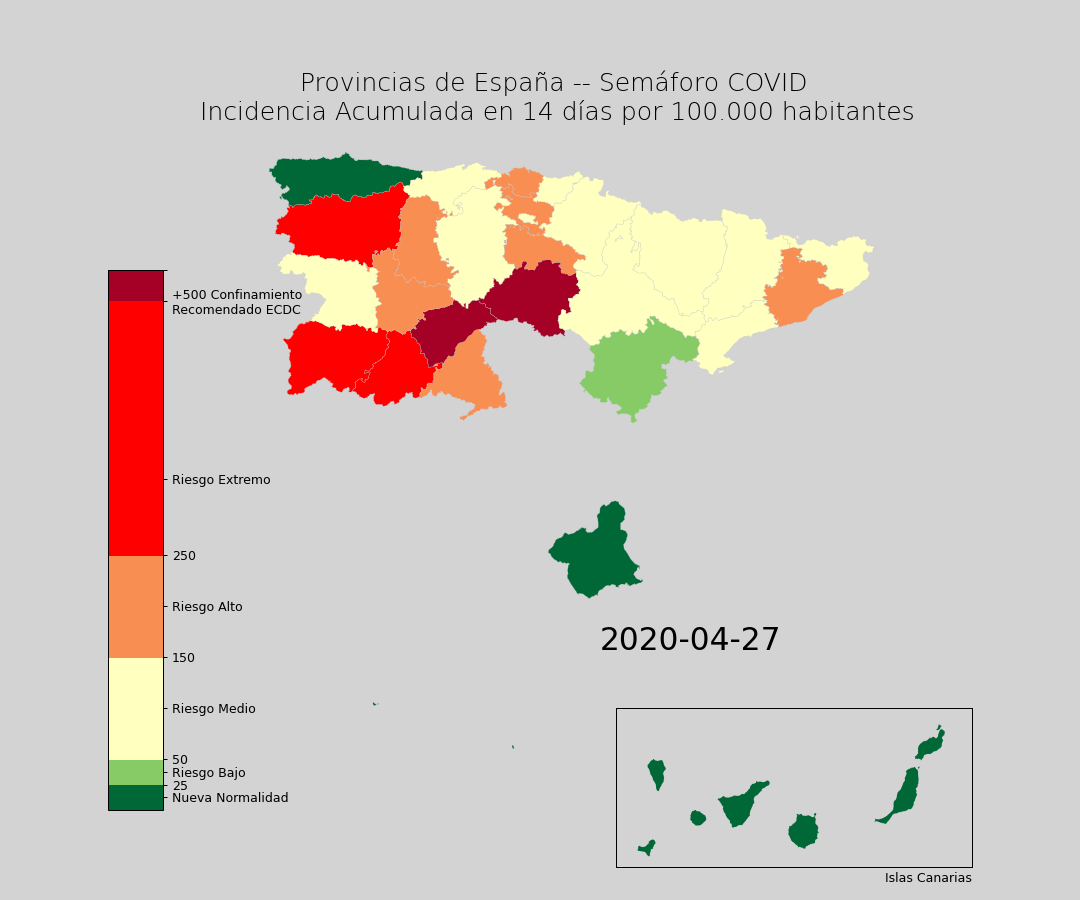 Provincias de España -- Semáforo COVID
Incidencia Acumulada en 14 días por 100.000 habitantes
+500 Confinamiento
Recomendado ECDC
Riesgo Extremo
250
Riesgo Alto
150
Riesgo Medio
50
Riesgo Bajo
25
Nueva Normalidad
2020-04-27
Islas Canarias